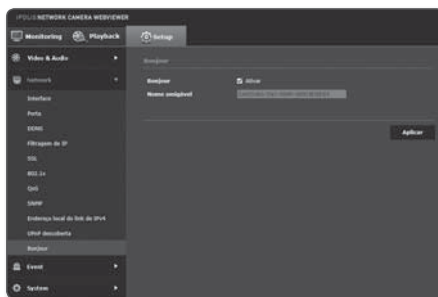 iPOLiS NETWORK CAMERA WEBVIEWER
Monitoring
Playback
Setup
Video & Audio
Network
Interface
Porta
DDNS
Filtragem de IP
SSL
802.1x
QoS
SNMP
Endereço local do link de IPv4
UPnP descoberta
Bonjour
Event
System
Bonjour
Bonjour
Ativar
Nome amigável
Aplicar